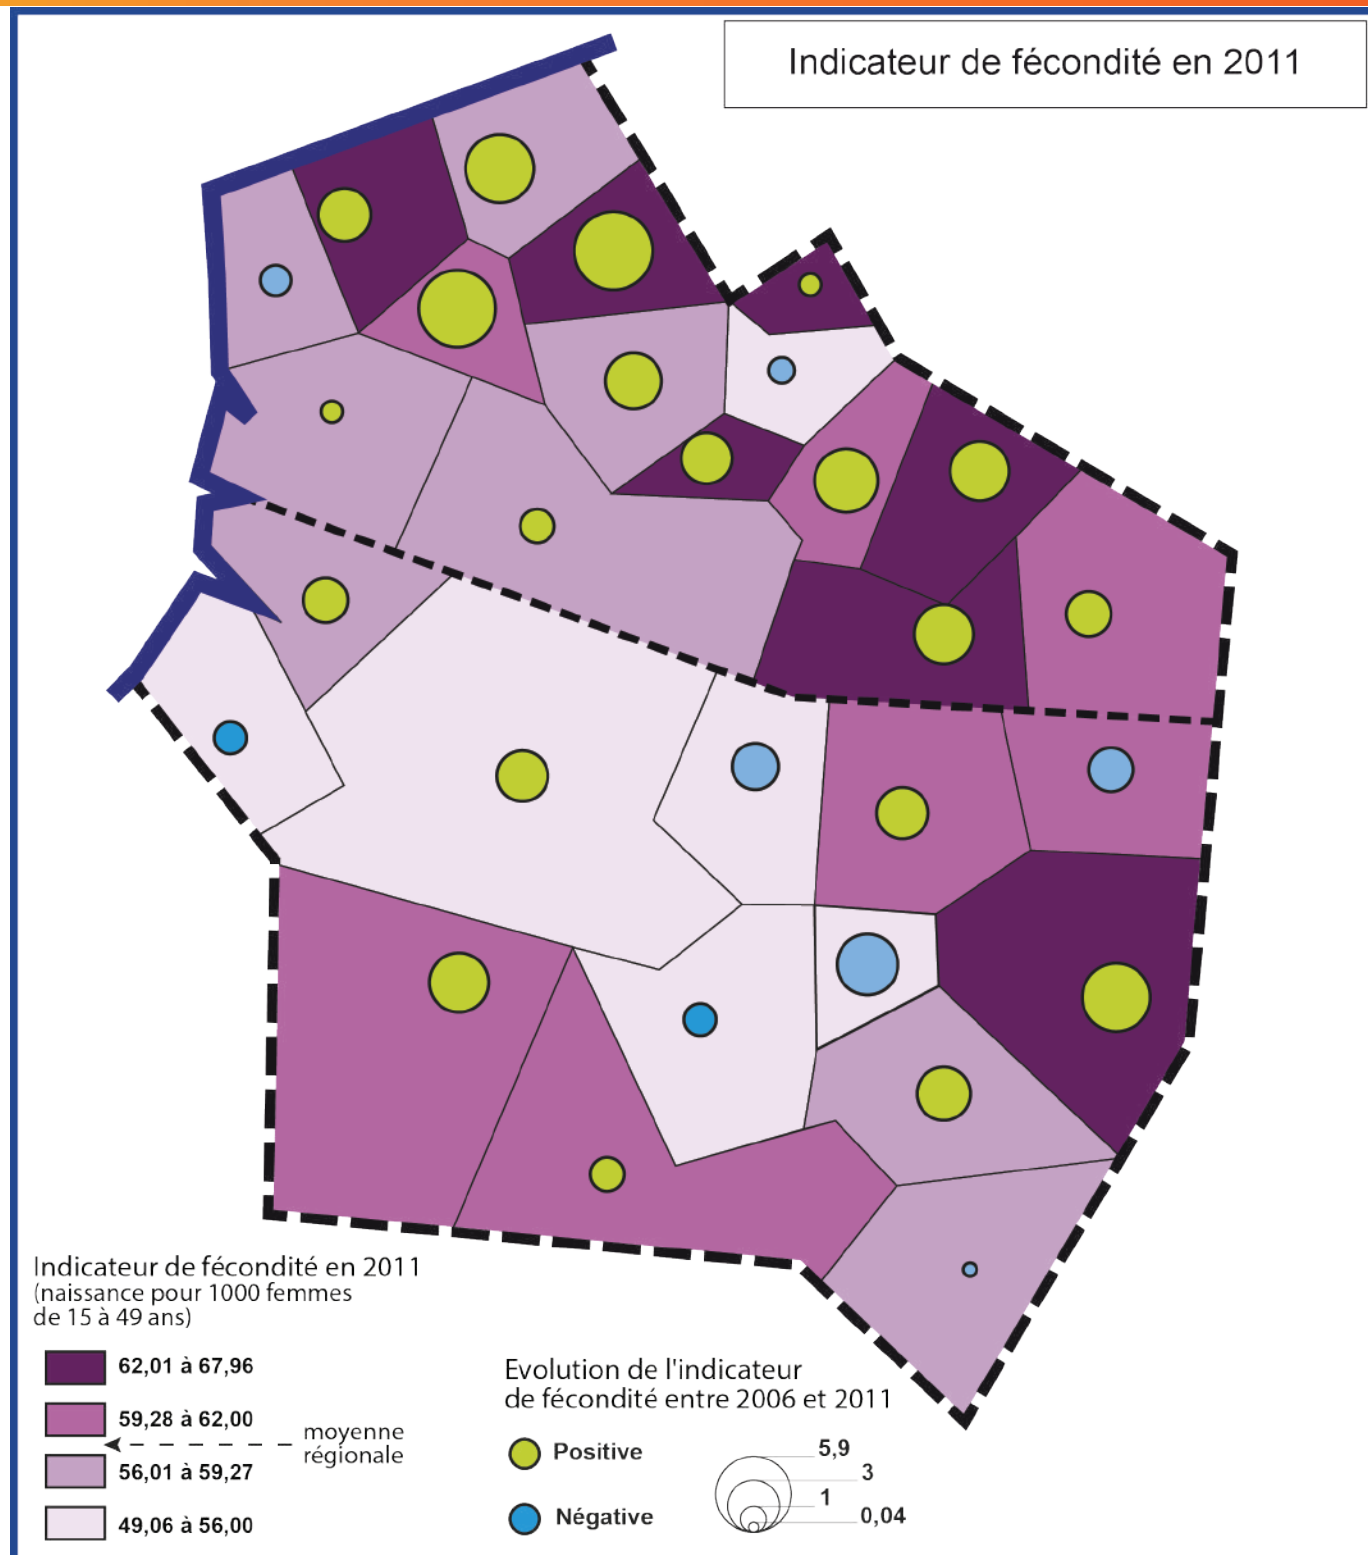 Indicateur de fécondité en 2011
Indicateur de fécondité en 2011
(naissance pour 1000 femmes
de 15 à 49 ans)
62,01 à 67,96
59,28 à 62,00
moyenne
régionale
56,01 à 59,27
49,06 à 56,00
Evolution de l'indicateur
de fécondité entre 2006 et 2011
Positive
Négative
5,9
3
1
0,04